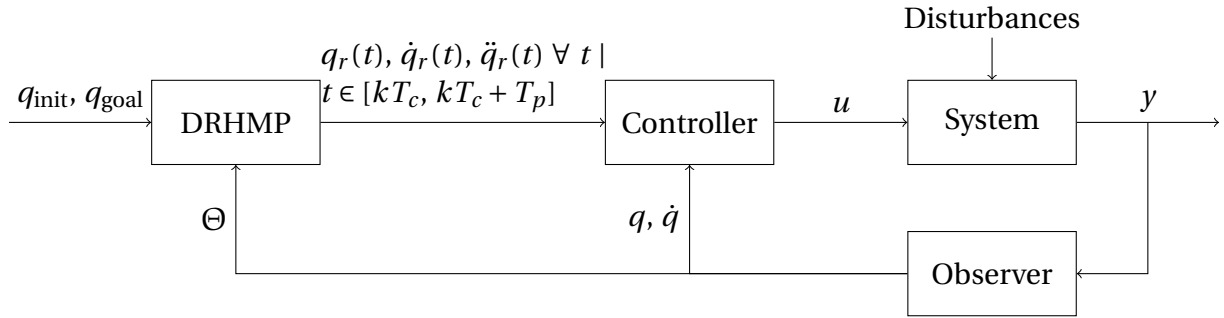 Disturbances
q_r(t), q̇_r(t), q̈_r(t) ∀ t |
t ∈ [kT_c, kT_c + T_p]
q_init, q_goal
DRHMP
Controller
u
System
y
Θ
q, q̇
Observer